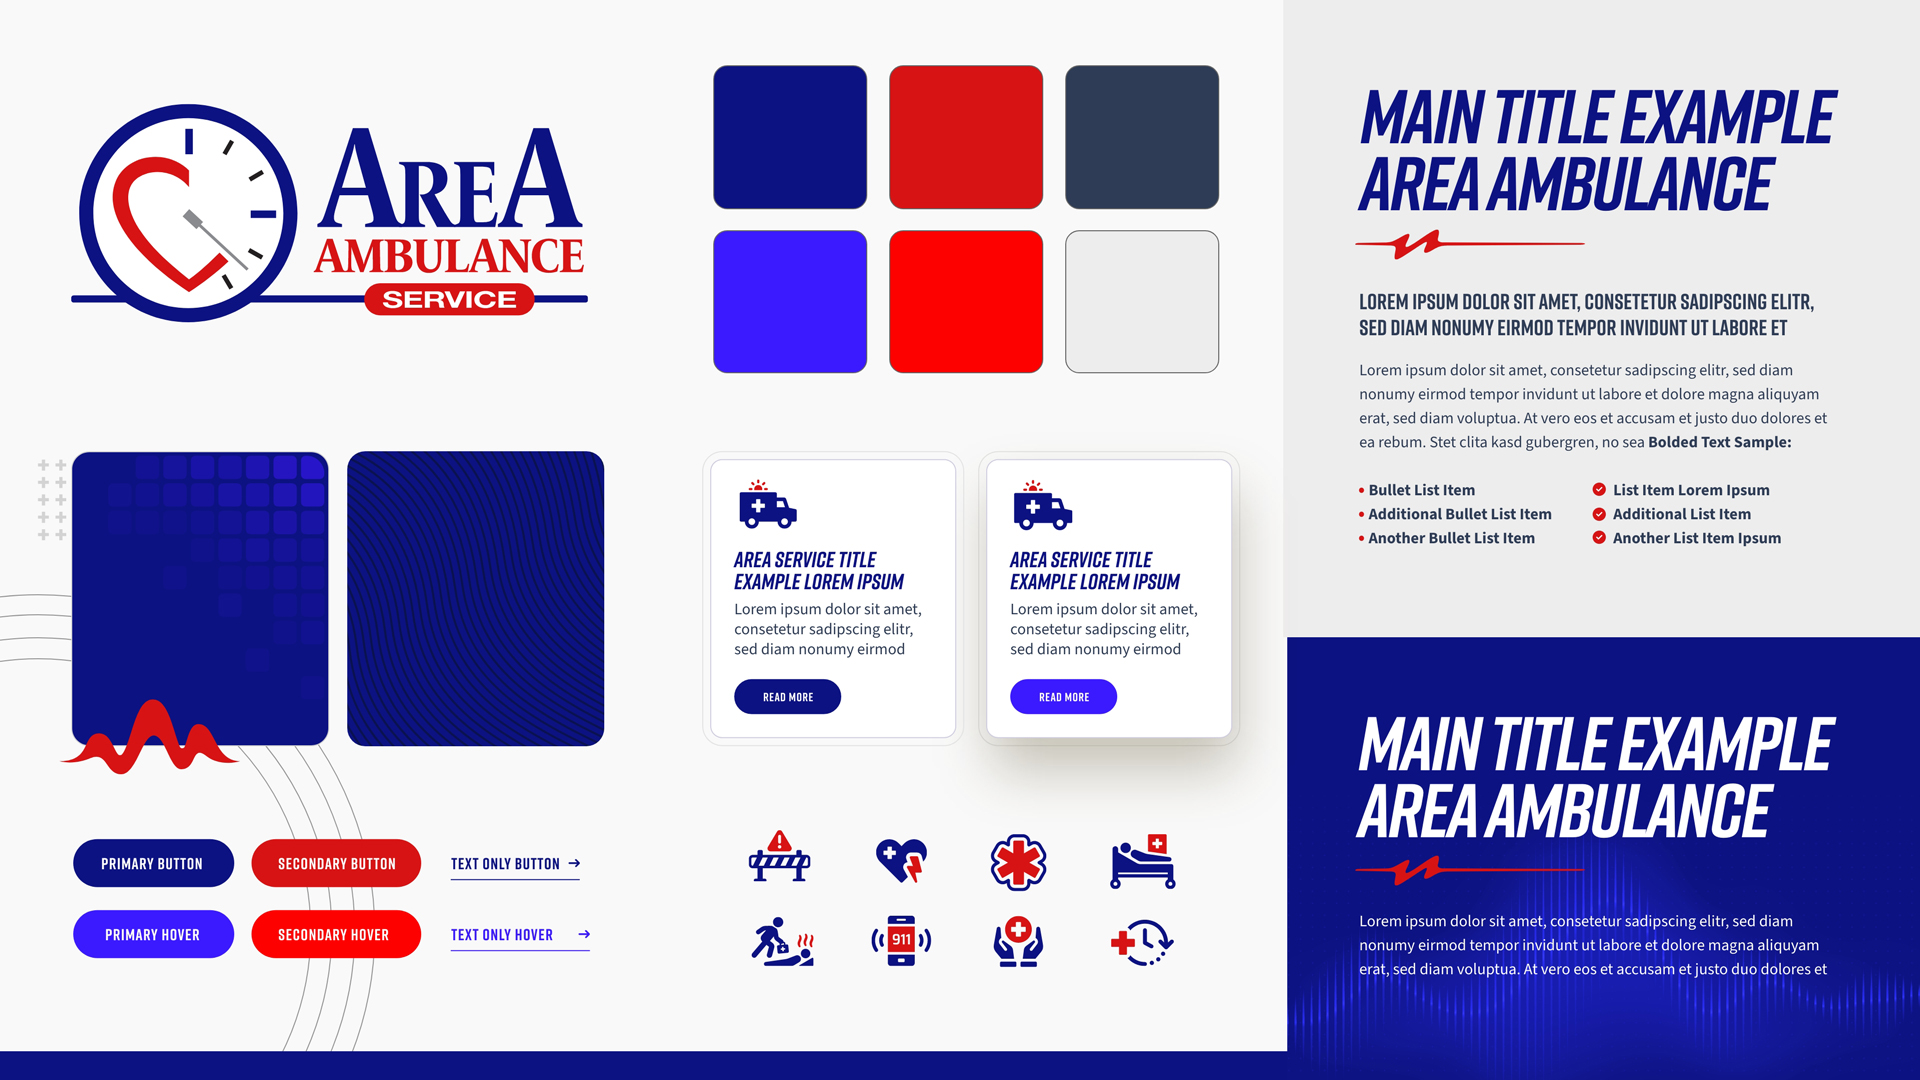 AREA
AMBULANCE
SERVICE
AREA SERVICE TITLE
EXAMPLE LOREM IPSUM
Lorem ipsum dolor sit amet,
consetetur sadipscing elitr,
sed diam nonumy eirmod
READ MORE
AREA SERVICE TITLE
EXAMPLE LOREM IPSUM
Lorem ipsum dolor sit amet,
consetetur sadipscing elitr,
sed diam nonumy eirmod
READ MORE
PRIMARY BUTTON
SECONDARY BUTTON
TEXT ONLY BUTTON →
PRIMARY HOVER
SECONDARY HOVER
TEXT ONLY HOVER →
911
MAIN TITLE EXAMPLE
AREA AMBULANCE
LOREM IPSUM DOLOR SIT AMET, CONSETETUR SADIPSCING ELITR,
SED DIAM NONUMY EIRMOD TEMPOR INVIDUNT UT LABORE ET
Lorem ipsum dolor sit amet, consetetur sadipscing elitr, sed diam
nonumy eirmod tempor invidunt ut labore et dolore magna aliquyam
erat, sed diam voluptua. At vero eos et accusam et justo duo dolores et
ea rebum. Stet clita kasd gubergren, no sea Bolded Text Sample:
• Bullet List Item
• Additional Bullet List Item
• Another Bullet List Item
List Item Lorem Ipsum
Additional List Item
Another List Item Ipsum
MAIN TITLE EXAMPLE
AREA AMBULANCE
Lorem ipsum dolor sit amet, consetetur sadipscing elitr, sed diam
nonumy eirmod tempor invidunt ut labore et dolore magna aliquyam
erat, sed diam voluptua. At vero eos et accusam et justo duo dolores et